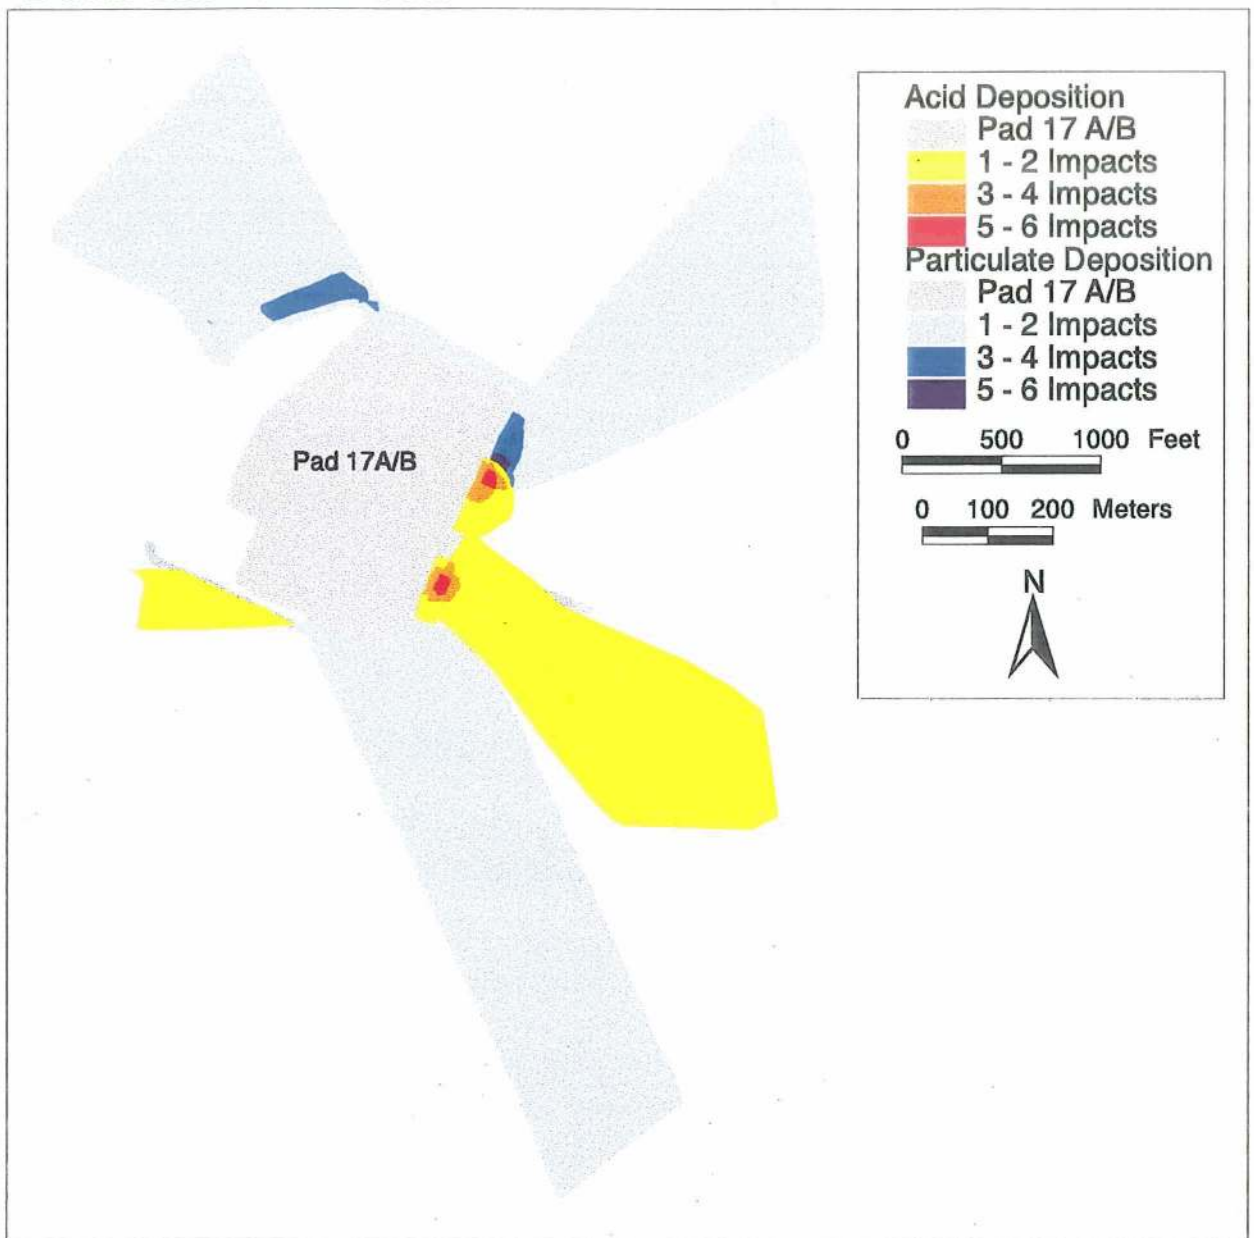 Acid Deposition
Pad 17 A/B
1 - 2 Impacts
3 - 4 Impacts
5 - 6 Impacts
Particulate Deposition
Pad 17 A/B
1 - 2 Impacts
3 - 4 Impacts
5 - 6 Impacts
0 500 1000 Feet
0 100 200 Meters
N
Pad 17A/B